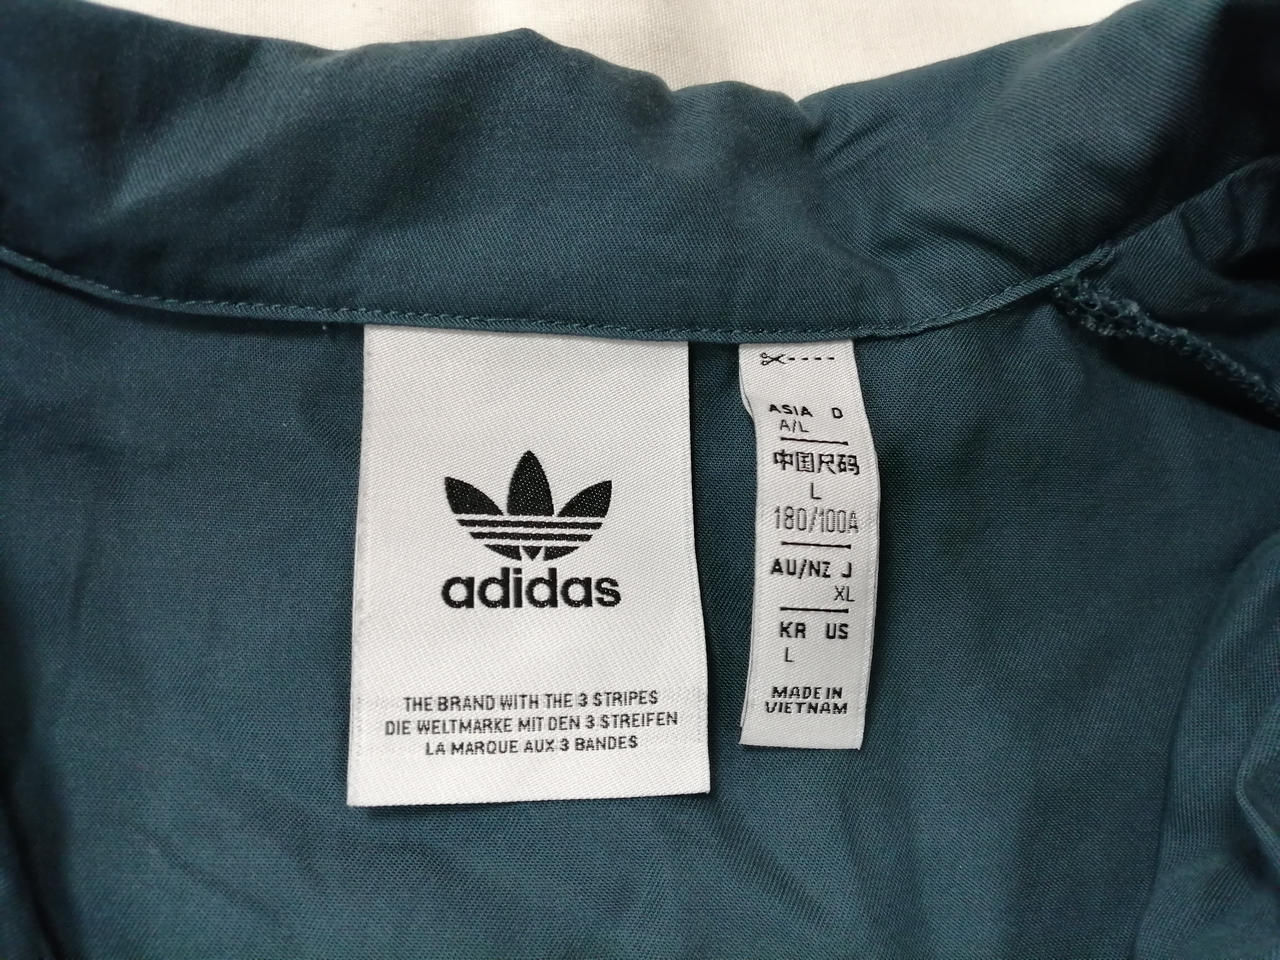 adidas
THE BRAND WITH THE 3 STRIPES
DIE WELTMARKE MIT DEN 3 STREIFEN
LA MARQUE AUX 3 BANDES
ASIA D
A/L
中国尺码
L
180/100A
AU/NZ J
XL
KR US
L
MADE IN
VIETNAM